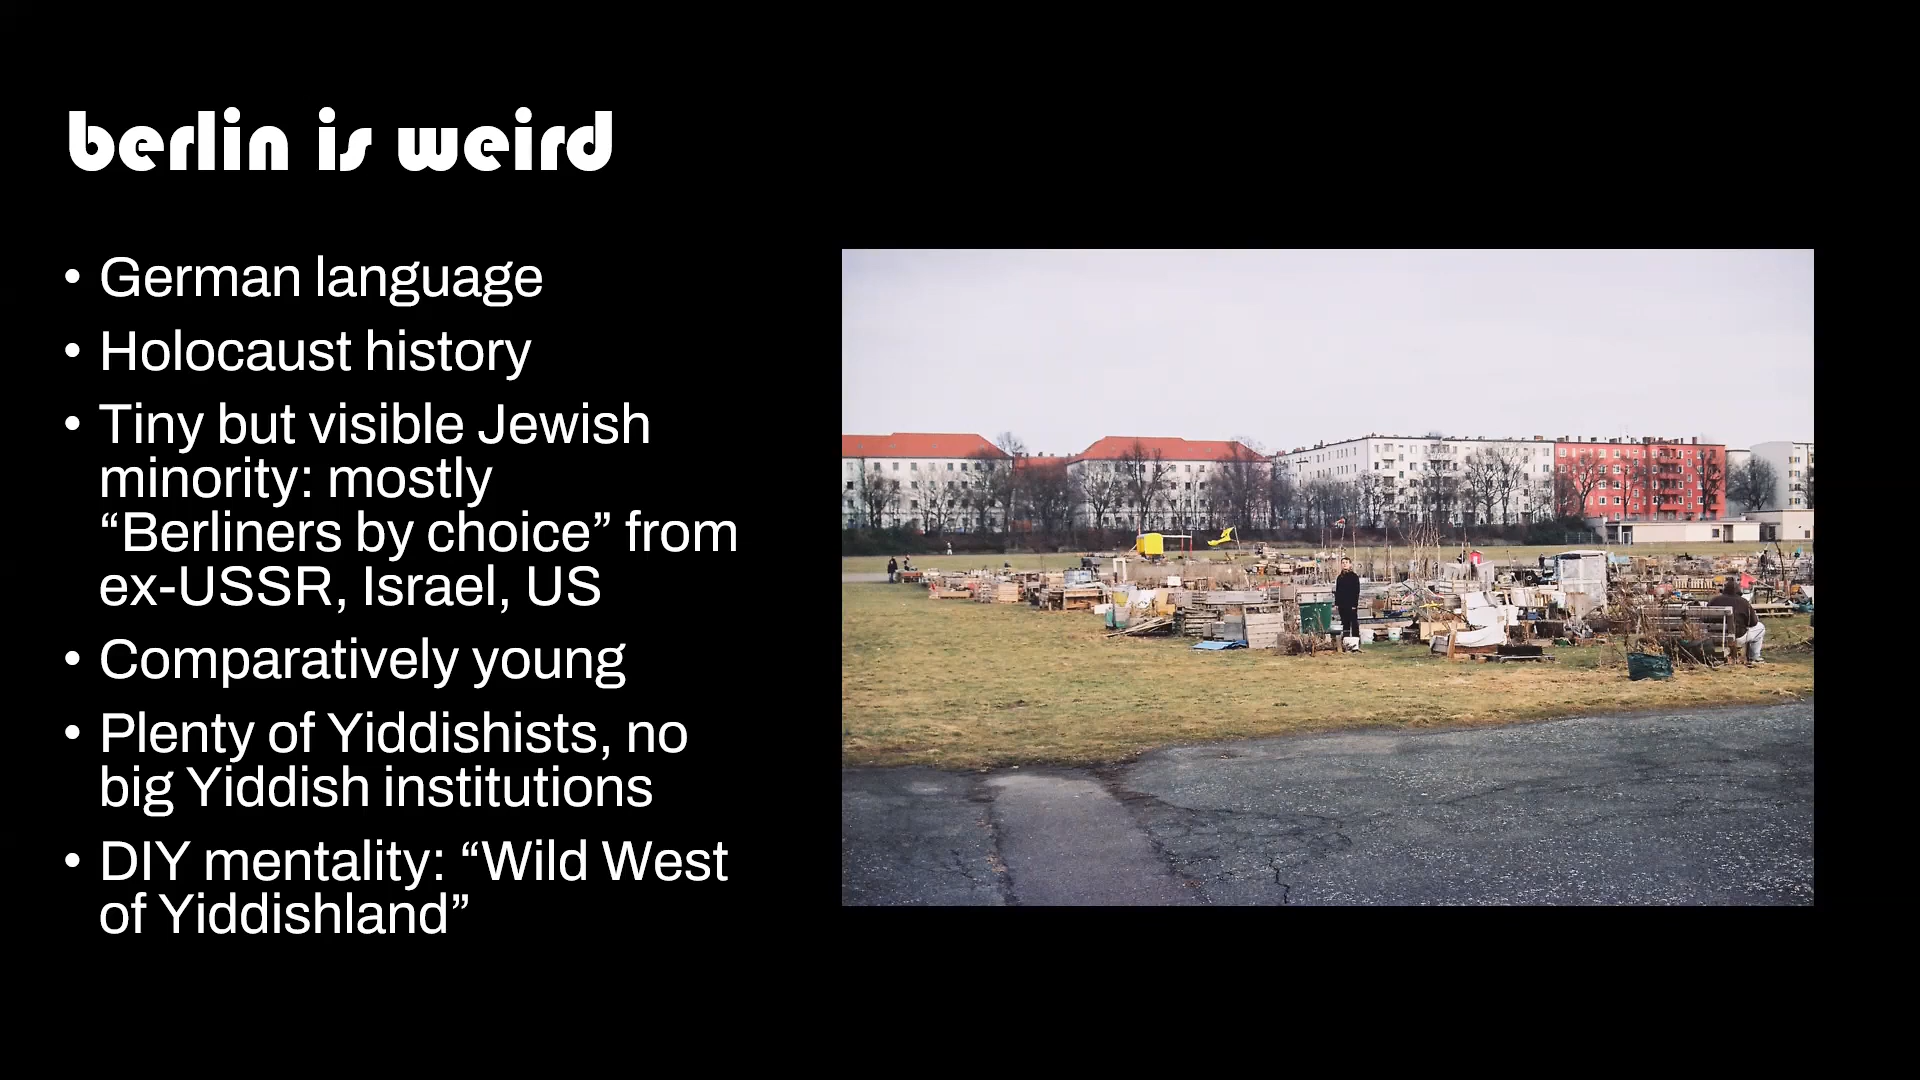 berlin is weird
• German language
• Holocaust history
• Tiny but visible Jewish
minority: mostly
“Berliners by choice” from
ex-USSR, Israel, US
• Comparatively young
• Plenty of Yiddishists, no
big Yiddish institutions
• DIY mentality: “Wild West
of Yiddishland”